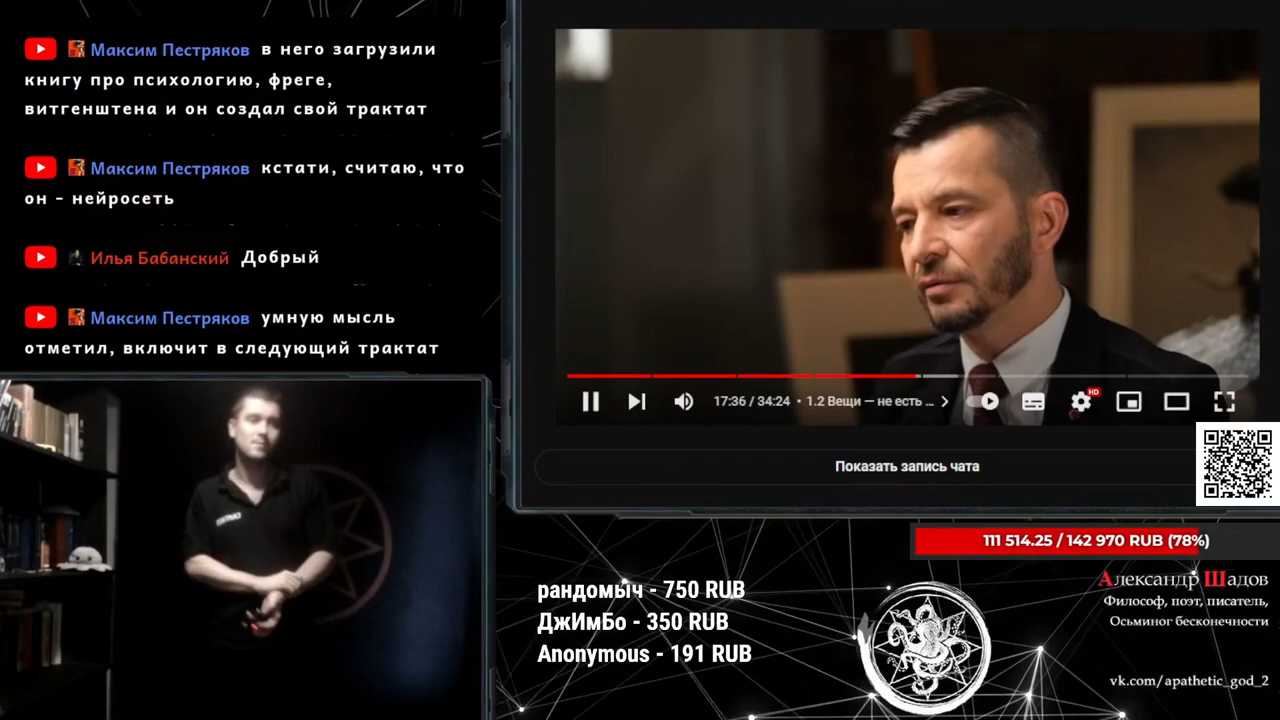 Максим Пестряков в него загрузили
книгу про психологию, фреге,
витгенштена и он создал свой трактат
Максим Пестряков кстати, считаю, что
он - нейросеть
Илья Бабанский Добрый
Максим Пестряков умную мысль
отметил, включит в следующий трактат
17:36 / 34:24 • 1.2 Вещи — не есть ...
HD
Показать запись чата
111 514.25 / 142 970 RUB (78%)
рандомыч - 750 RUB
ДжИмБо - 350 RUB
Anonymous - 191 RUB
Александр Шадов
Философ, поэт, писатель,
Осьминог бесконечности
vk.com/apathetic_god_2